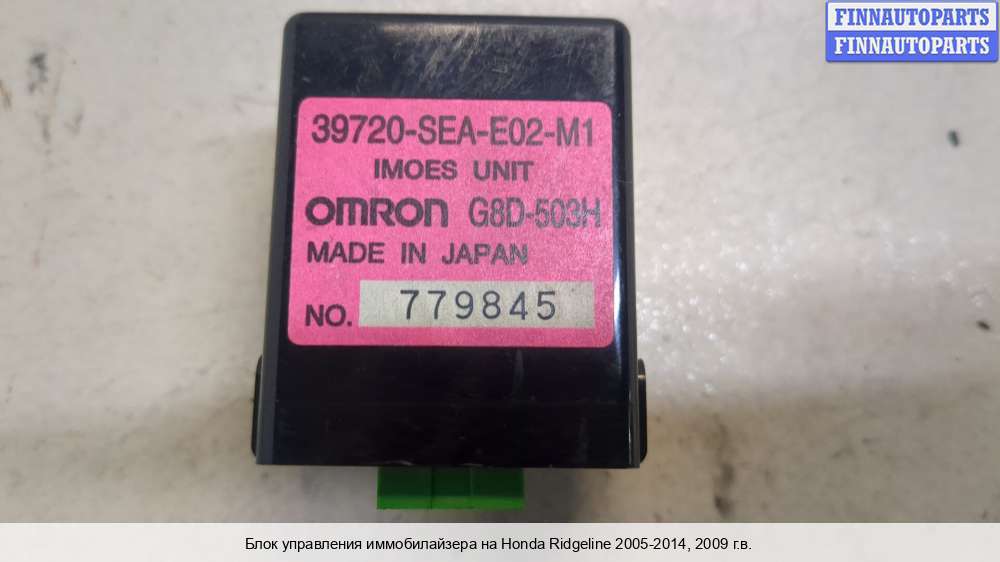 FINNAUTOPARTS
FINNAUTOPARTS
39720-SEA-E02-M1
IMOES UNIT
OMRON G8D-503H
MADE IN JAPAN
NO. 779845
Блок управления иммобилайзера на Honda Ridgeline 2005-2014, 2009 г.в.